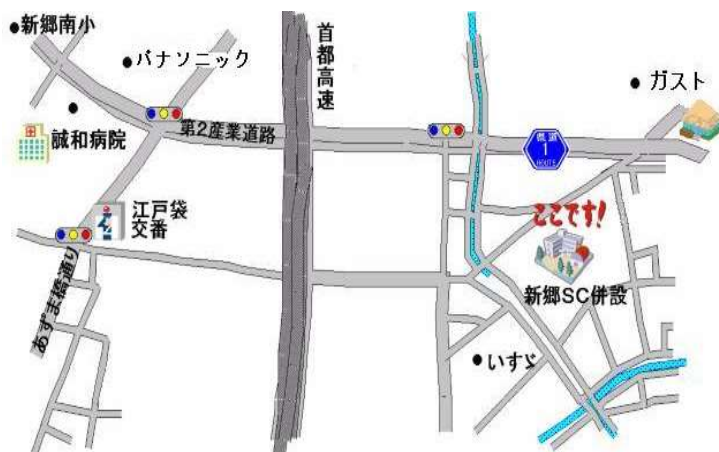 新郷南小
パナソニック
首都高速
ガスト
誠和病院
第2産業道路
県道
1
ROUTE
江戸袋
交番
ここです!
あずま橋通り
新郷SC併設
いすゞ